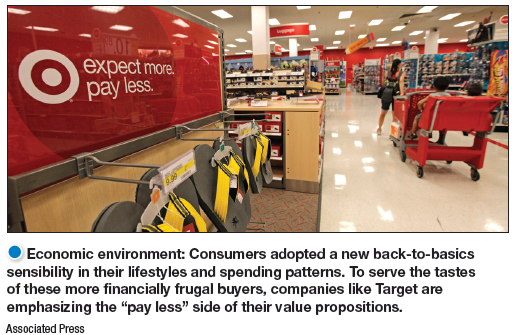 Luggage
expect more.
pay less.
Economic environment: Consumers adopted a new back-to-basics
sensibility in their lifestyles and spending patterns. To serve the tastes
of these more financially frugal buyers, companies like Target are
emphasizing the “pay less” side of their value propositions.
Associated Press